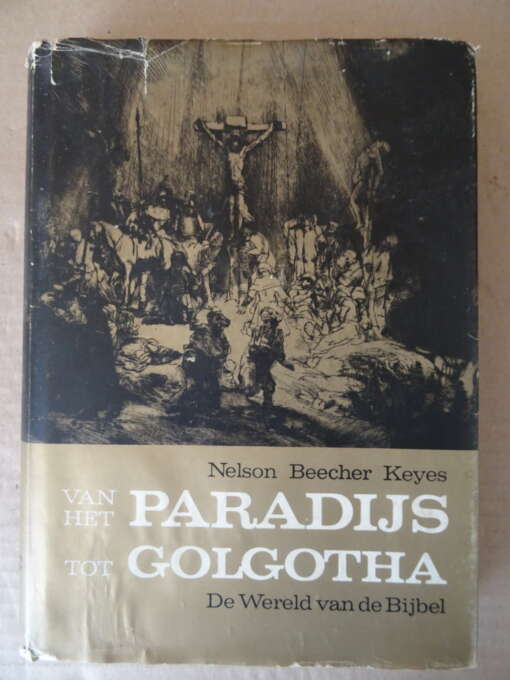 Nelson Beecher Keyes
VAN HET PARADIJS
TOT GOLGOTHA
De Wereld van de Bijbel